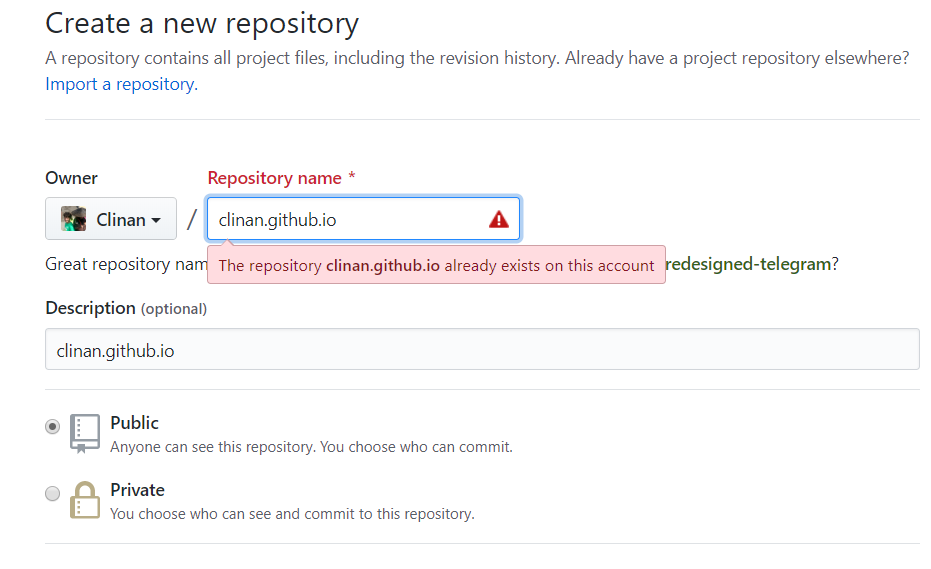 Create a new repository
A repository contains all project files, including the revision history. Already have a project repository elsewhere?
Import a repository.
Owner
Repository name *
Clinan / clinan.github.io
The repository clinan.github.io already exists on this account
Great repository nam redesigned-telegram?
Description (optional)
clinan.github.io
Public
Anyone can see this repository. You choose who can commit.
Private
You choose who can see and commit to this repository.